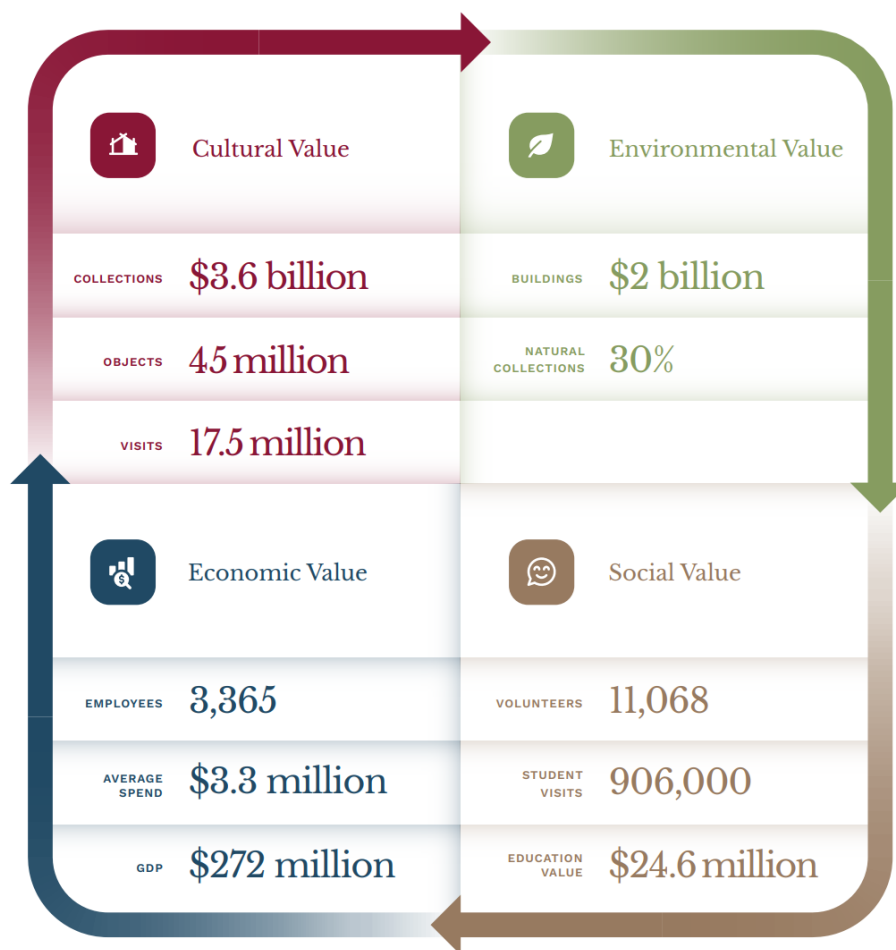 Cultural Value
COLLECTIONS $3.6 billion
OBJECTS 45 million
VISITS 17.5 million
Environmental Value
BUILDINGS $2 billion
NATURAL
COLLECTIONS 30%
Economic Value
EMPLOYEES 3,365
AVERAGE
SPEND $3.3 million
GDP $272 million
Social Value
VOLUNTEERS 11,068
STUDENT
VISITS 906,000
EDUCATION
VALUE $24.6 million